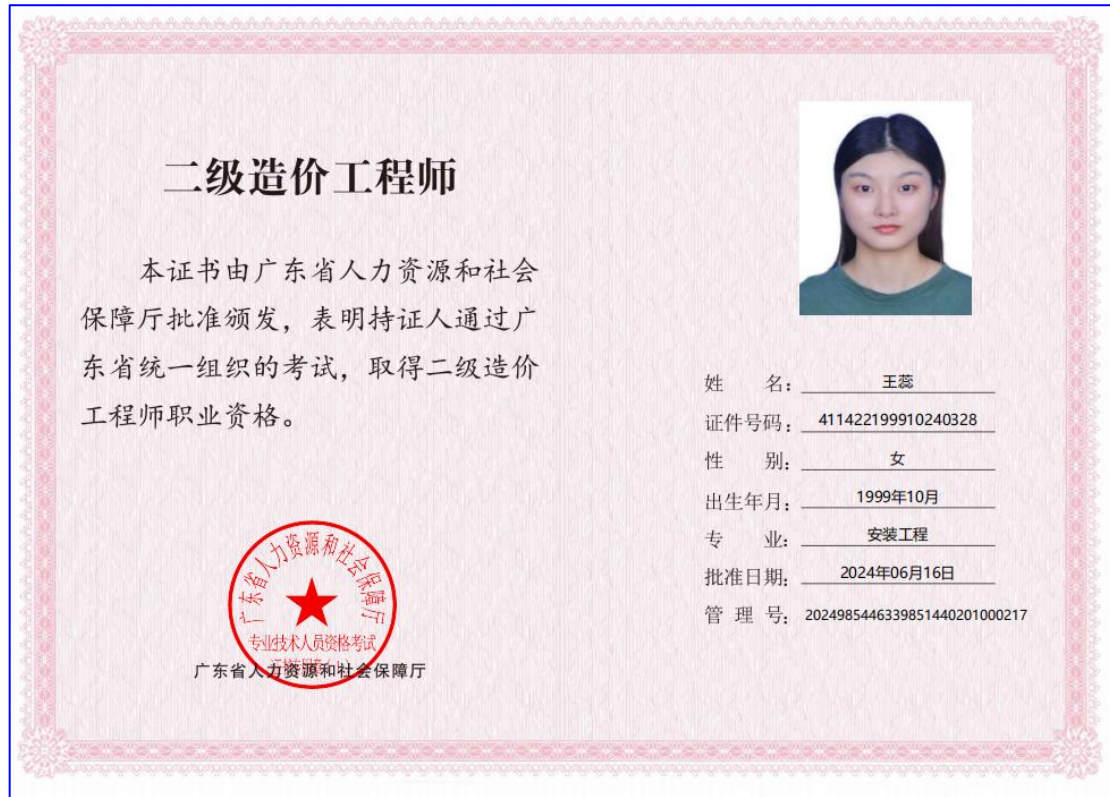 二级造价工程师
本证书由广东省人力资源和社会
保障厅批准颁发，表明持证人通过广
东省统一组织的考试，取得二级造价
工程师职业资格。
广东省人力资源和社会保障厅
专业技术人员资格考试
广东省人力资源和社会保障厅
姓 名：王蕊
证件号码：411422199910240328
性 别：女
出生年月：1999年10月
专 业：安装工程
批准日期：2024年06月16日
管 理 号：2024985446339851440201000217